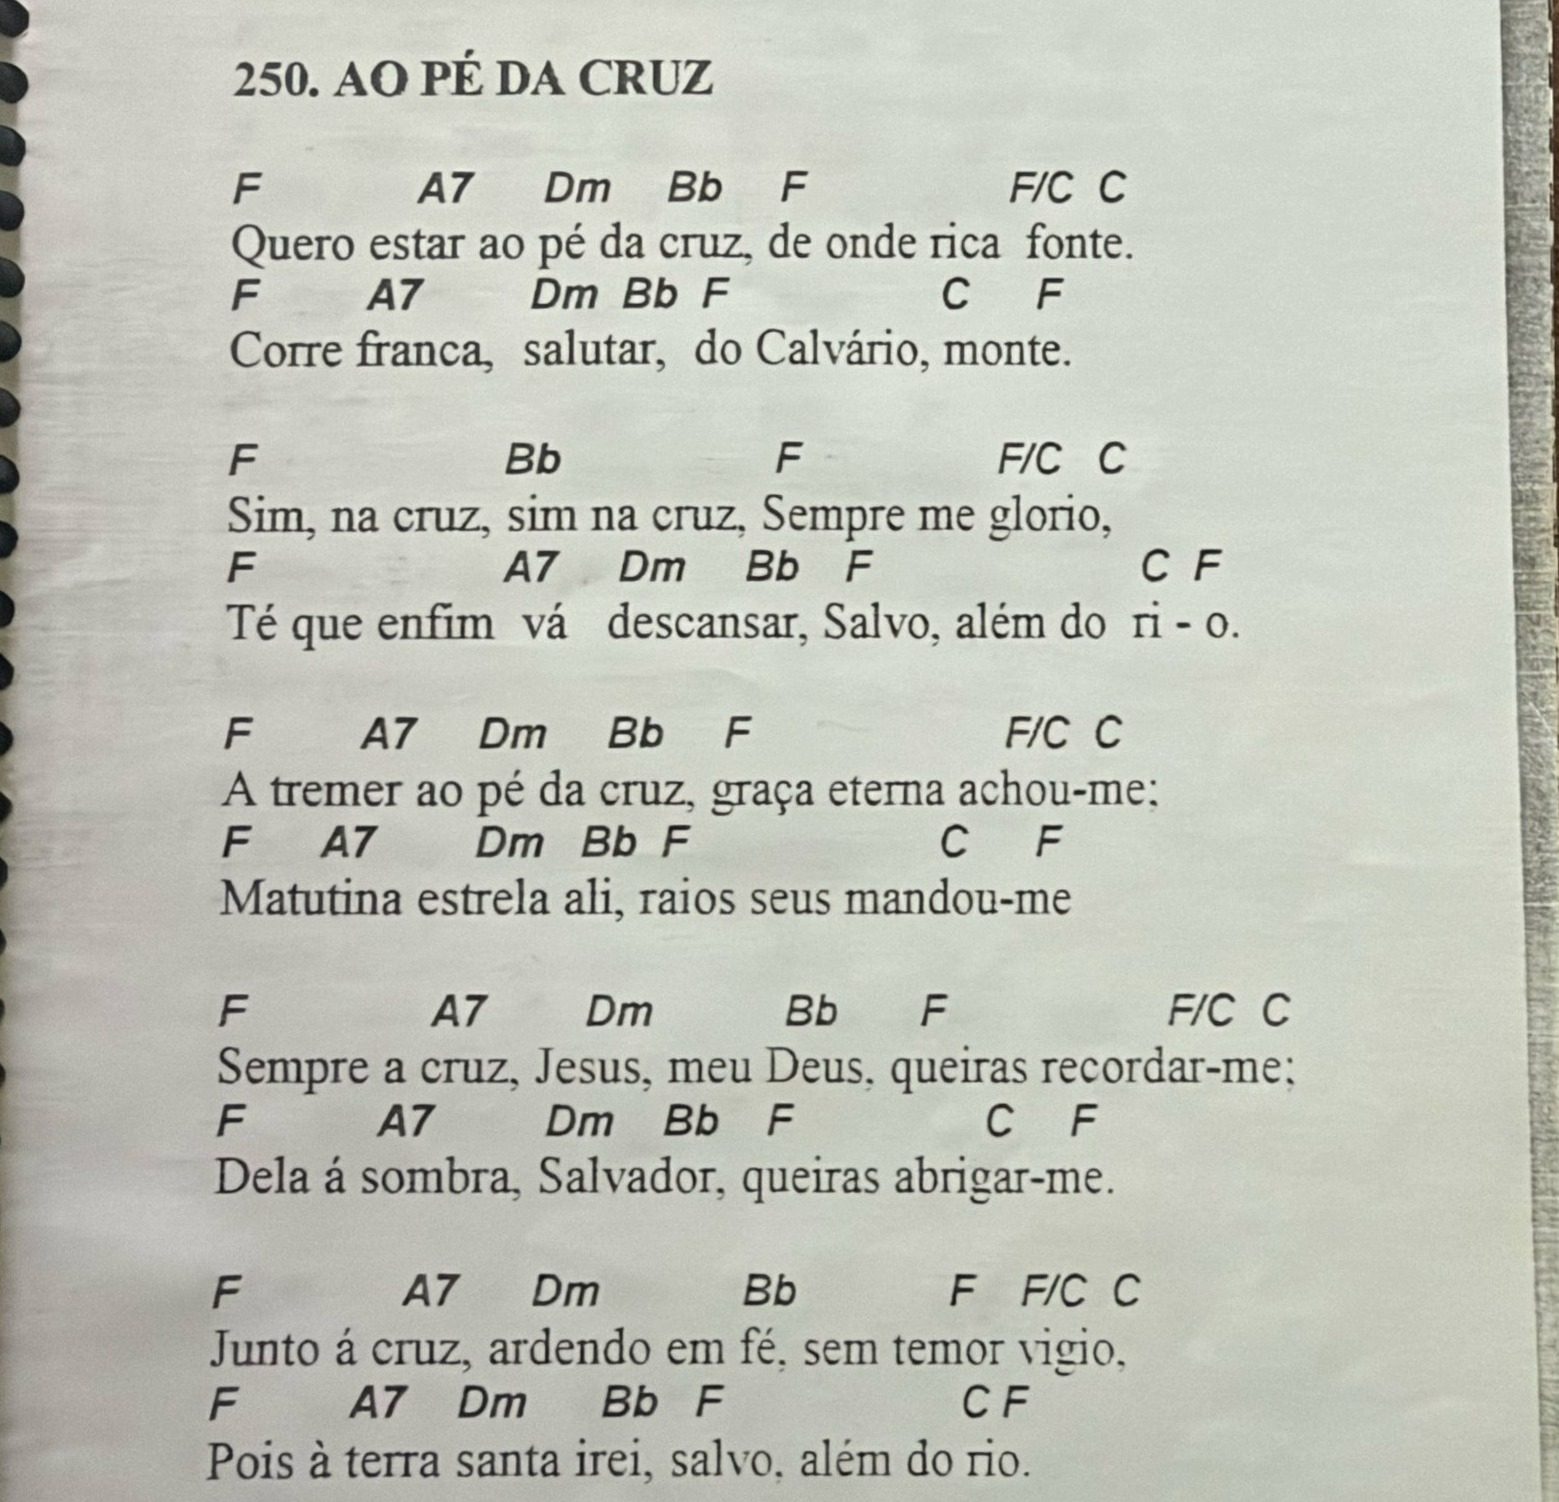 250. AO PÉ DA CRUZ
F A7 Dm Bb F F/C C
Quero estar ao pé da cruz, de onde rica fonte.
F A7 Dm Bb F C F
Corre franca, salutar, do Calvário, monte.
F Bb F F/C C
Sim, na cruz, sim na cruz, Sempre me glorio,
F A7 Dm Bb F C F
Té que enfim vá descansar, Salvo, além do ri - o.
F A7 Dm Bb F F/C C
A tremer ao pé da cruz, graça eterna achou-me;
F A7 Dm Bb F C F
Matutina estrela ali, raios seus mandou-me
F A7 Dm Bb F F/C C
Sempre a cruz, Jesus, meu Deus, queiras recordar-me;
F A7 Dm Bb F C F
Dela á sombra, Salvador, queiras abrigar-me.
F A7 Dm Bb F F/C C
Junto á cruz, ardendo em fé, sem temor vigio,
F A7 Dm Bb F C F
Pois à terra santa irei, salvo, além do rio.